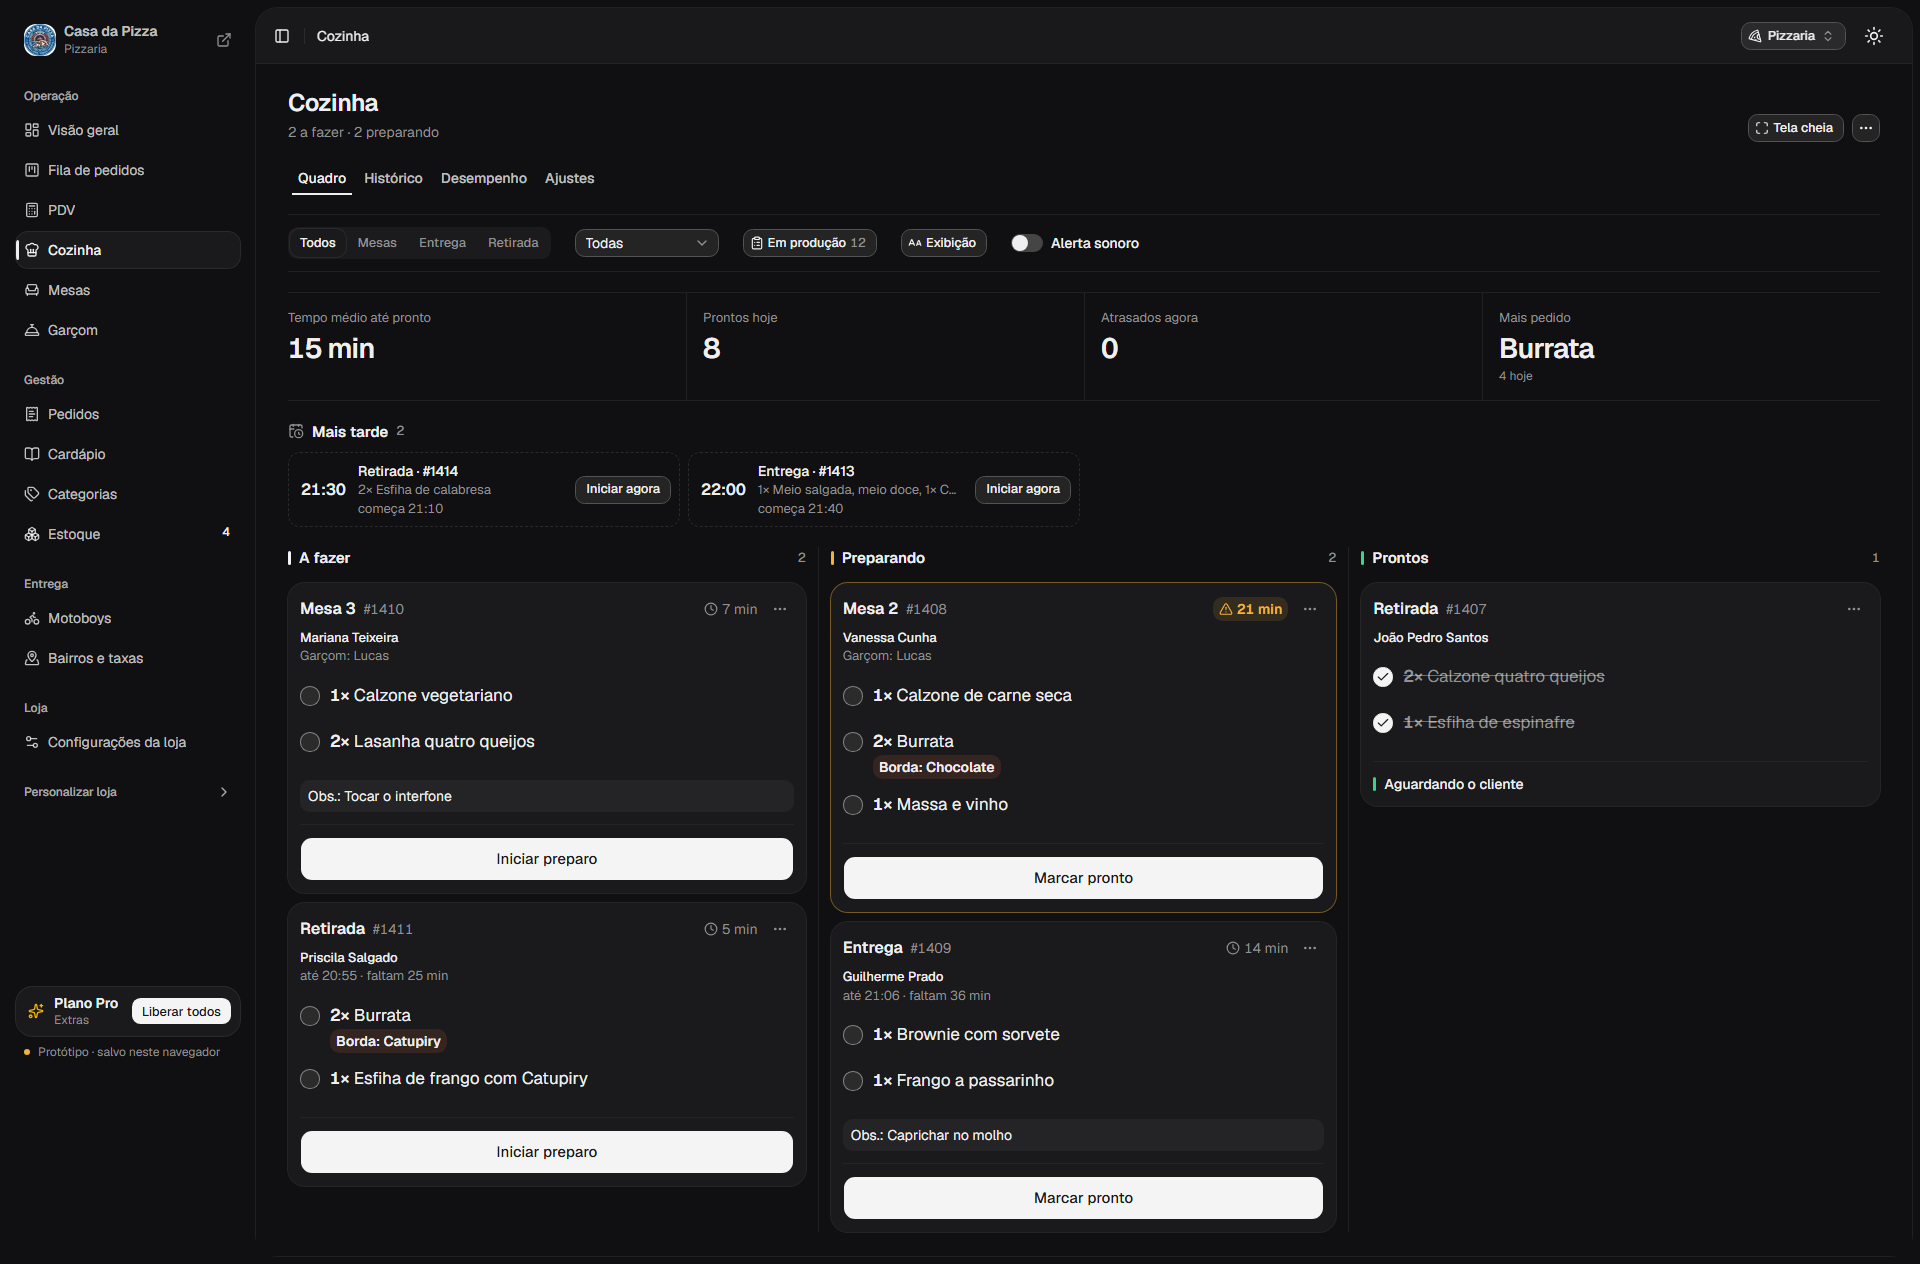 Casa da Pizza
Pizzaria
Operação
Visão geral
Fila de pedidos
PDV
Cozinha
Mesas
Garçom
Gestão
Pedidos
Cardápio
Categorias
Estoque 4
Entrega
Motoboys
Bairros e taxas
Loja
Configurações da loja
Personalizar loja
Plano Pro
Extras
Liberar todos
Protótipo · salvo neste navegador
Cozinha
Pizzaria
Cozinha
2 a fazer · 2 preparando
Tela cheia
Quadro Histórico Desempenho Ajustes
Todos Mesas Entrega Retirada
Todas
Em produção 12
AA Exibição
Alerta sonoro
Tempo médio até pronto
15 min
Prontos hoje
8
Atrasados agora
0
Mais pedido
Burrata
4 hoje
Mais tarde 2
21:30
Retirada · #1414
2× Esfiha de calabresa
começa 21:10
Iniciar agora
22:00
Entrega · #1413
1× Meio salgada, meio doce, 1× C...
começa 21:40
Iniciar agora
A fazer 2
Mesa 3 #1410 7 min
Mariana Teixeira
Garçom: Lucas
1× Calzone vegetariano
2× Lasanha quatro queijos
Obs.: Tocar o interfone
Iniciar preparo
Retirada #1411 5 min
Priscila Salgado
até 20:55 · faltam 25 min
2× Burrata
Borda: Catupiry
1× Esfiha de frango com Catupiry
Iniciar preparo
Preparando 2
Mesa 2 #1408 21 min
Vanessa Cunha
Garçom: Lucas
1× Calzone de carne seca
2× Burrata
Borda: Chocolate
1× Massa e vinho
Marcar pronto
Entrega #1409 14 min
Guilherme Prado
até 21:06 · faltam 36 min
1× Brownie com sorvete
1× Frango a passarinho
Obs.: Caprichar no molho
Marcar pronto
Prontos 1
Retirada #1407
João Pedro Santos
2× Calzone quatro queijos
1× Esfiha de espinafre
Aguardando o cliente